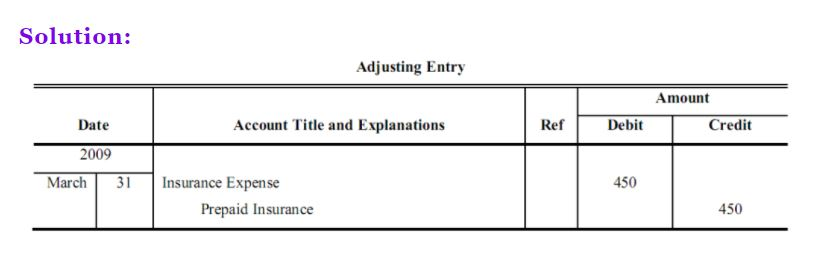 Solution:
Adjusting Entry
Amount
Date Account Title and Explanations Ref Debit Credit
2009
March 31 Insurance Expense 450
Prepaid Insurance 450